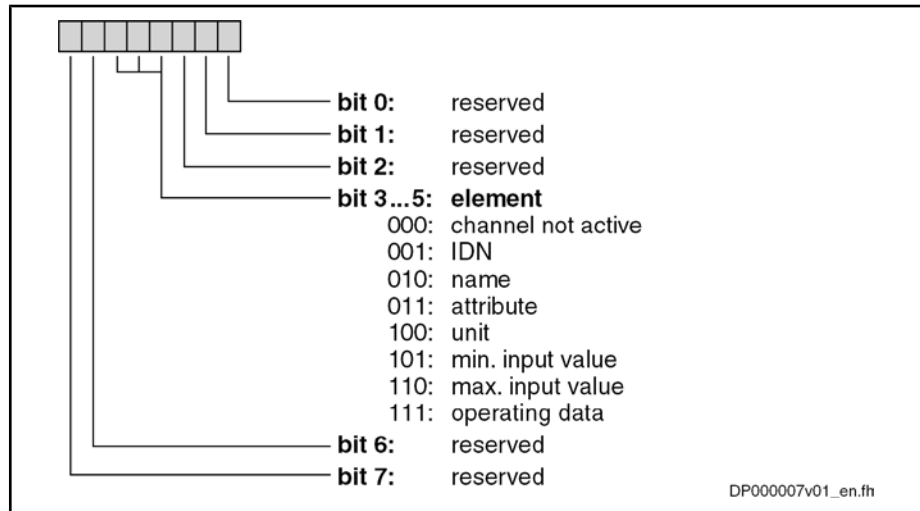 bit 0: reserved
bit 1: reserved
bit 2: reserved
bit 3...5: element
000: channel not active
001: IDN
010: name
011: attribute
100: unit
101: min. input value
110: max. input value
111: operating data
bit 6: reserved
bit 7: reserved
DP000007v01_en.fh